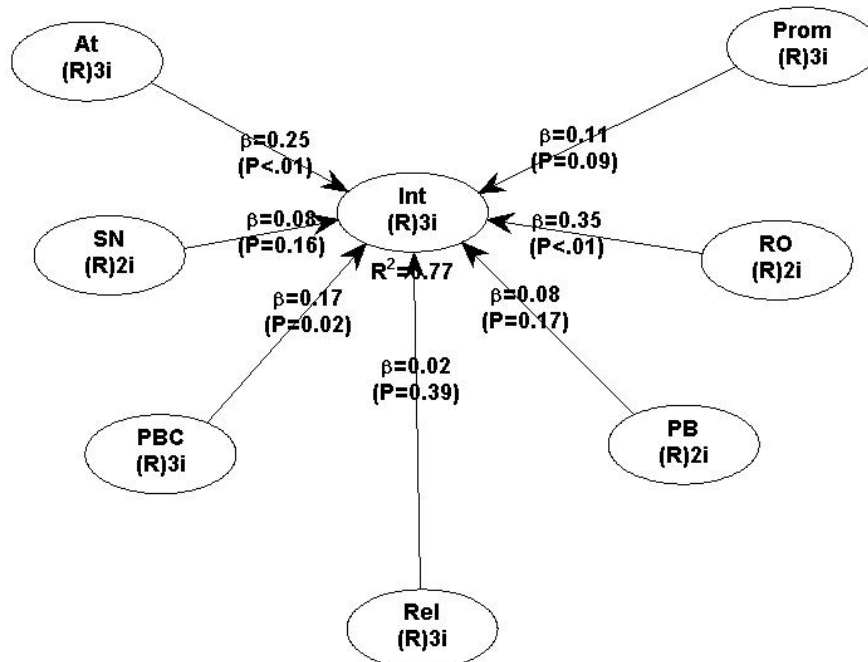 At
(R)3i
Prom
(R)3i
β=0.25
(P<.01)
β=0.11
(P=0.09)
Int
(R)3i
SN
(R)2i
β=0.08
(P=0.16)
β=0.35
(P<.01)
RO
(R)2i
R²=0.77
β=0.17
(P=0.02)
β=0.08
(P=0.17)
β=0.02
(P=0.39)
PBC
(R)3i
PB
(R)2i
Rel
(R)3i